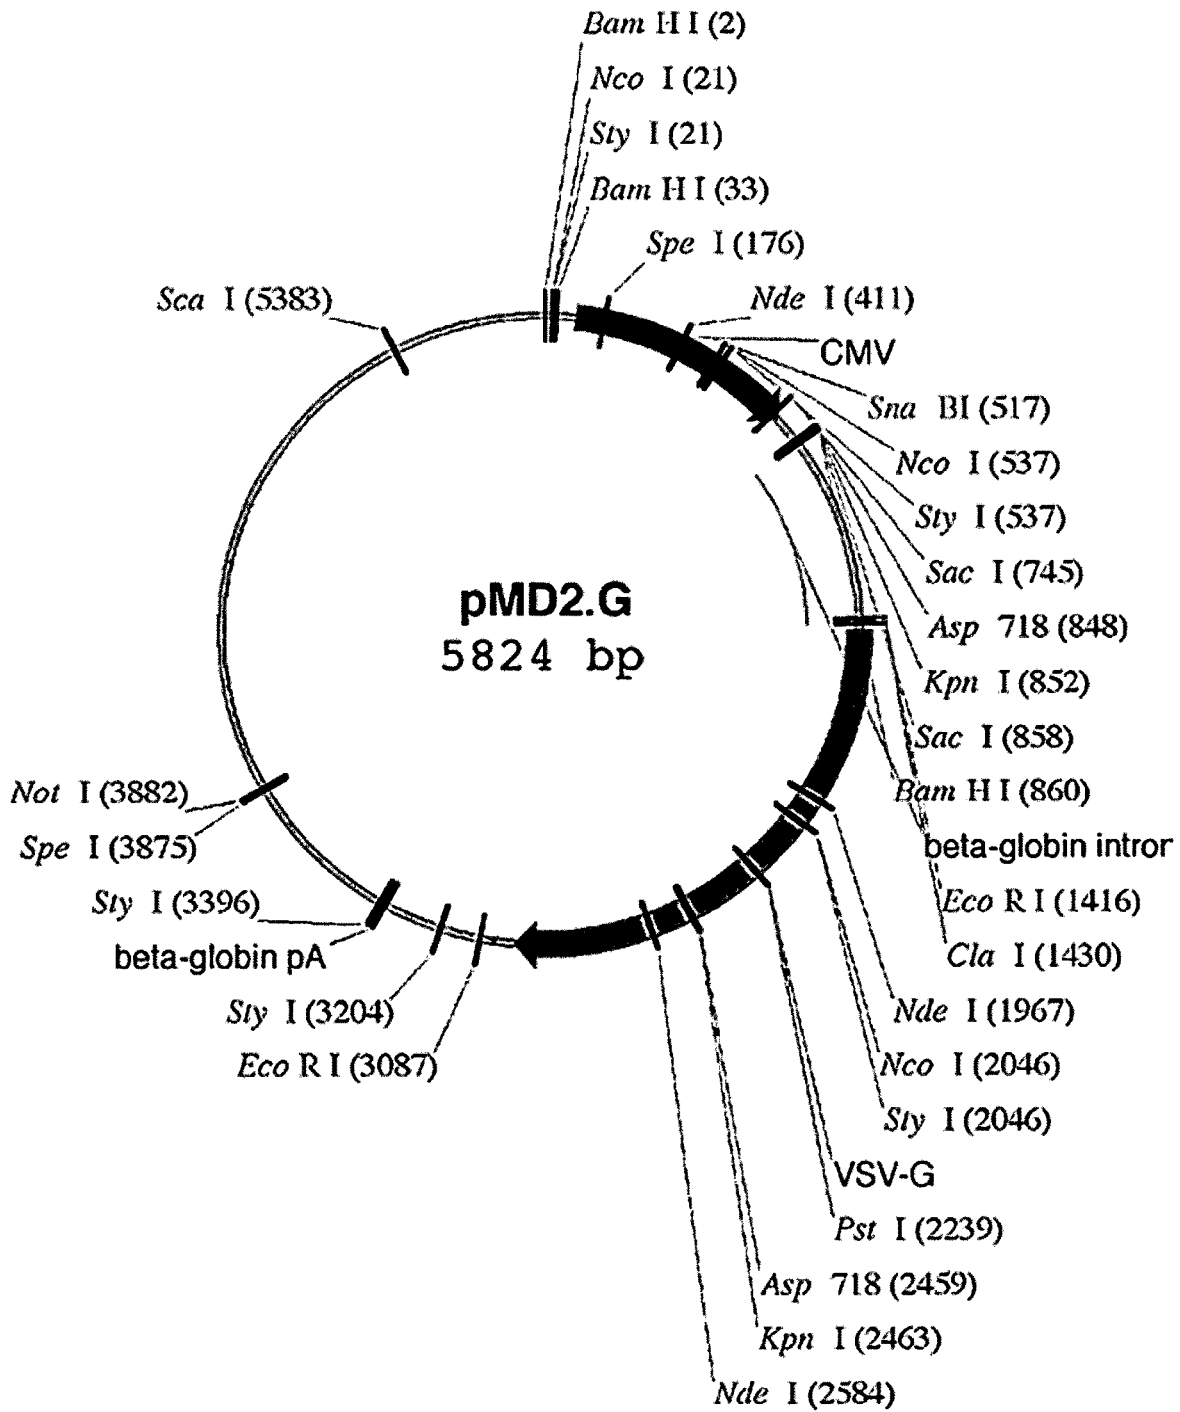 Bam H I (2)
Nco I (21)
Sty I (21)
Bam H I (33)
Spe I (176)
Sca I (5383)
Nde I (411)
CMV
Sna BI (517)
Nco I (537)
Sty I (537)
Sac I (745)
pMD2.G
5824 bp
Asp 718 (848)
Kpn I (852)
Sac I (858)
Bam H I (860)
Not I (3882)
Spe I (3875)
beta-globin intror
Sty I (3396)
Eco R I (1416)
beta-globin pA
Cla I (1430)
Sty I (3204)
Nde I (1967)
Eco R I (3087)
Nco I (2046)
Sty I (2046)
VSV-G
Pst I (2239)
Asp 718 (2459)
Kpn I (2463)
Nde I (2584)